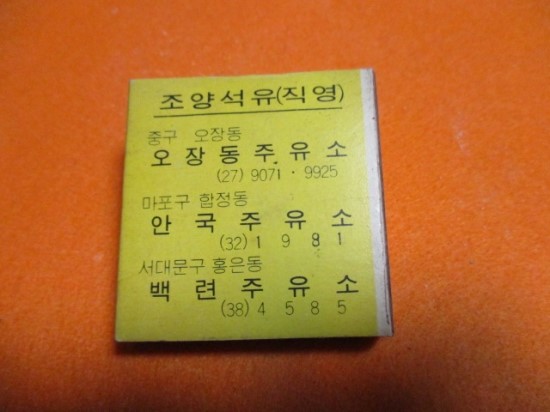 조양석유(직영)
중구 오장동
오장동주유소
(27) 9071 · 9925
마포구 합정동
안국주유소
(32) 1981
서대문구 홍은동
백련주유소
(38) 4585